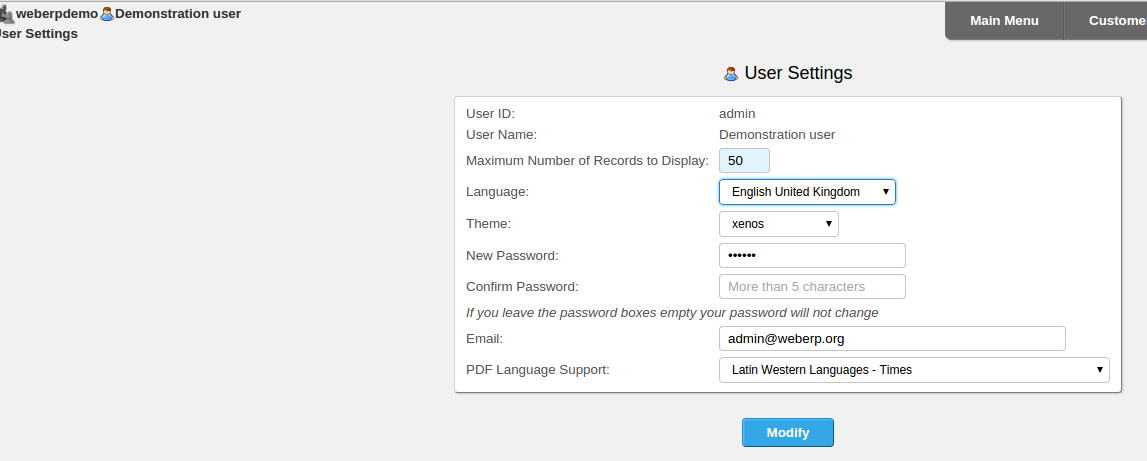 weberpdemo Demonstration user
ser Settings
Main Menu
Custome
User Settings
User ID: admin
User Name: Demonstration user
Maximum Number of Records to Display: 50
Language: English United Kingdom
Theme: xenos
New Password: ••••••
Confirm Password: More than 5 characters
If you leave the password boxes empty your password will not change
Email: admin@weberp.org
PDF Language Support: Latin Western Languages - Times
Modify